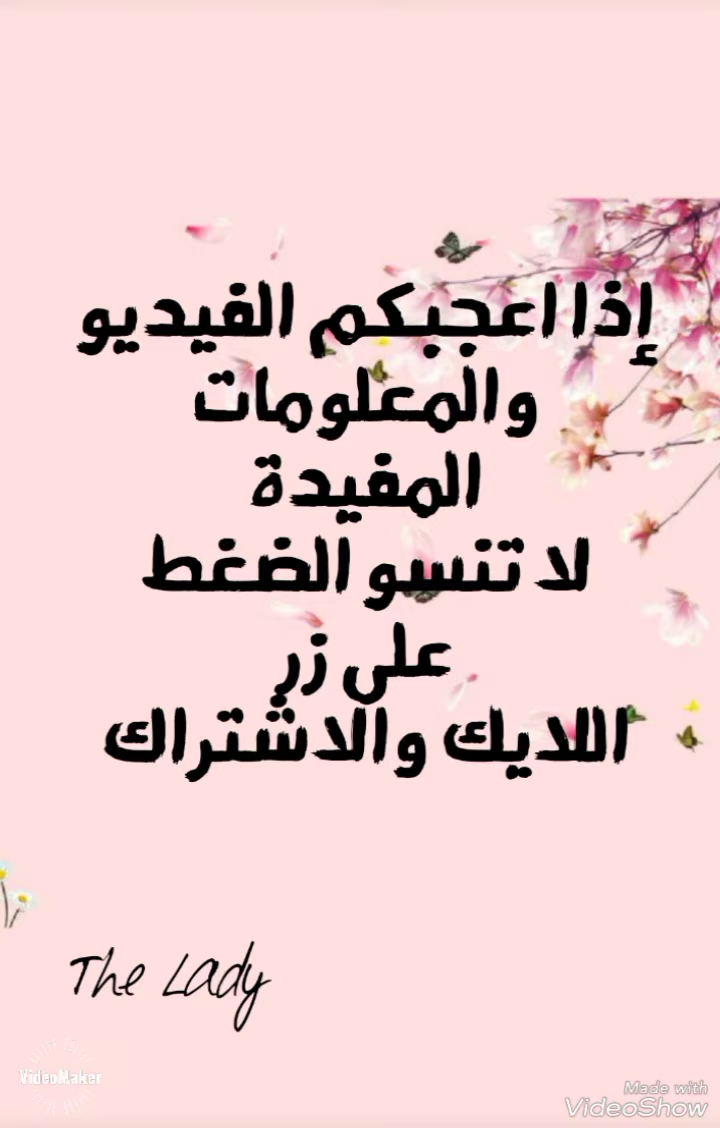 إذا اعجبكم الفيديو
والمعلومات
المفيدة
لا تنسو الضغط
على زر
اللايك والاشتراك
The Lady
VideoMaker
Made with
VideoShow